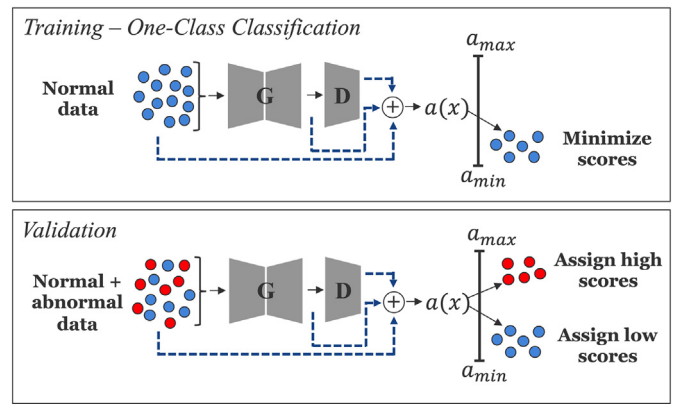 Training – One-Class Classification
Normal
data
G
D
+
a(x)
a_max
a_min
Minimize
scores
Validation
Normal +
abnormal
data
G
D
+
a(x)
a_max
a_min
Assign high
scores
Assign low
scores